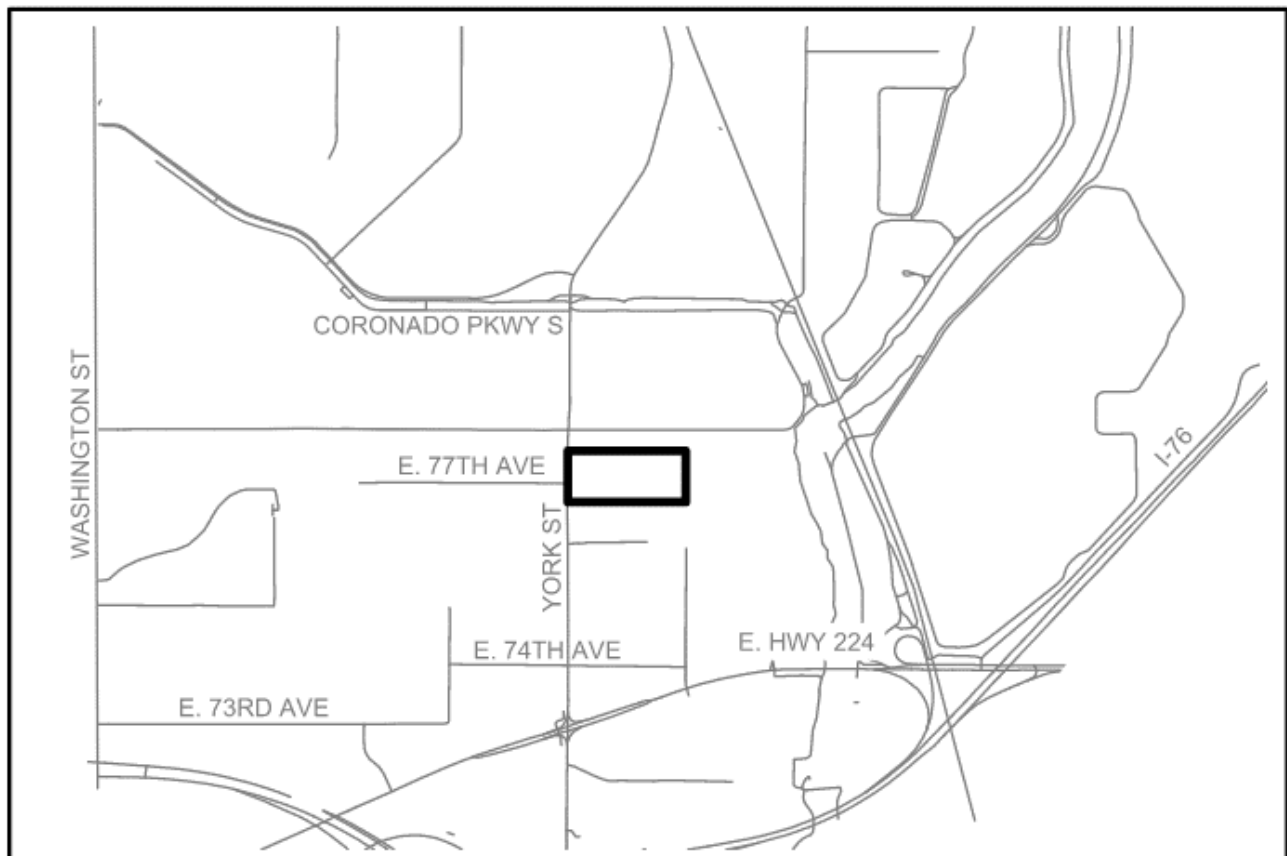 CORONADO PKWY S
WASHINGTON ST
E. 77TH AVE
I-76
YORK ST
E. HWY 224
E. 74TH AVE
E. 73RD AVE